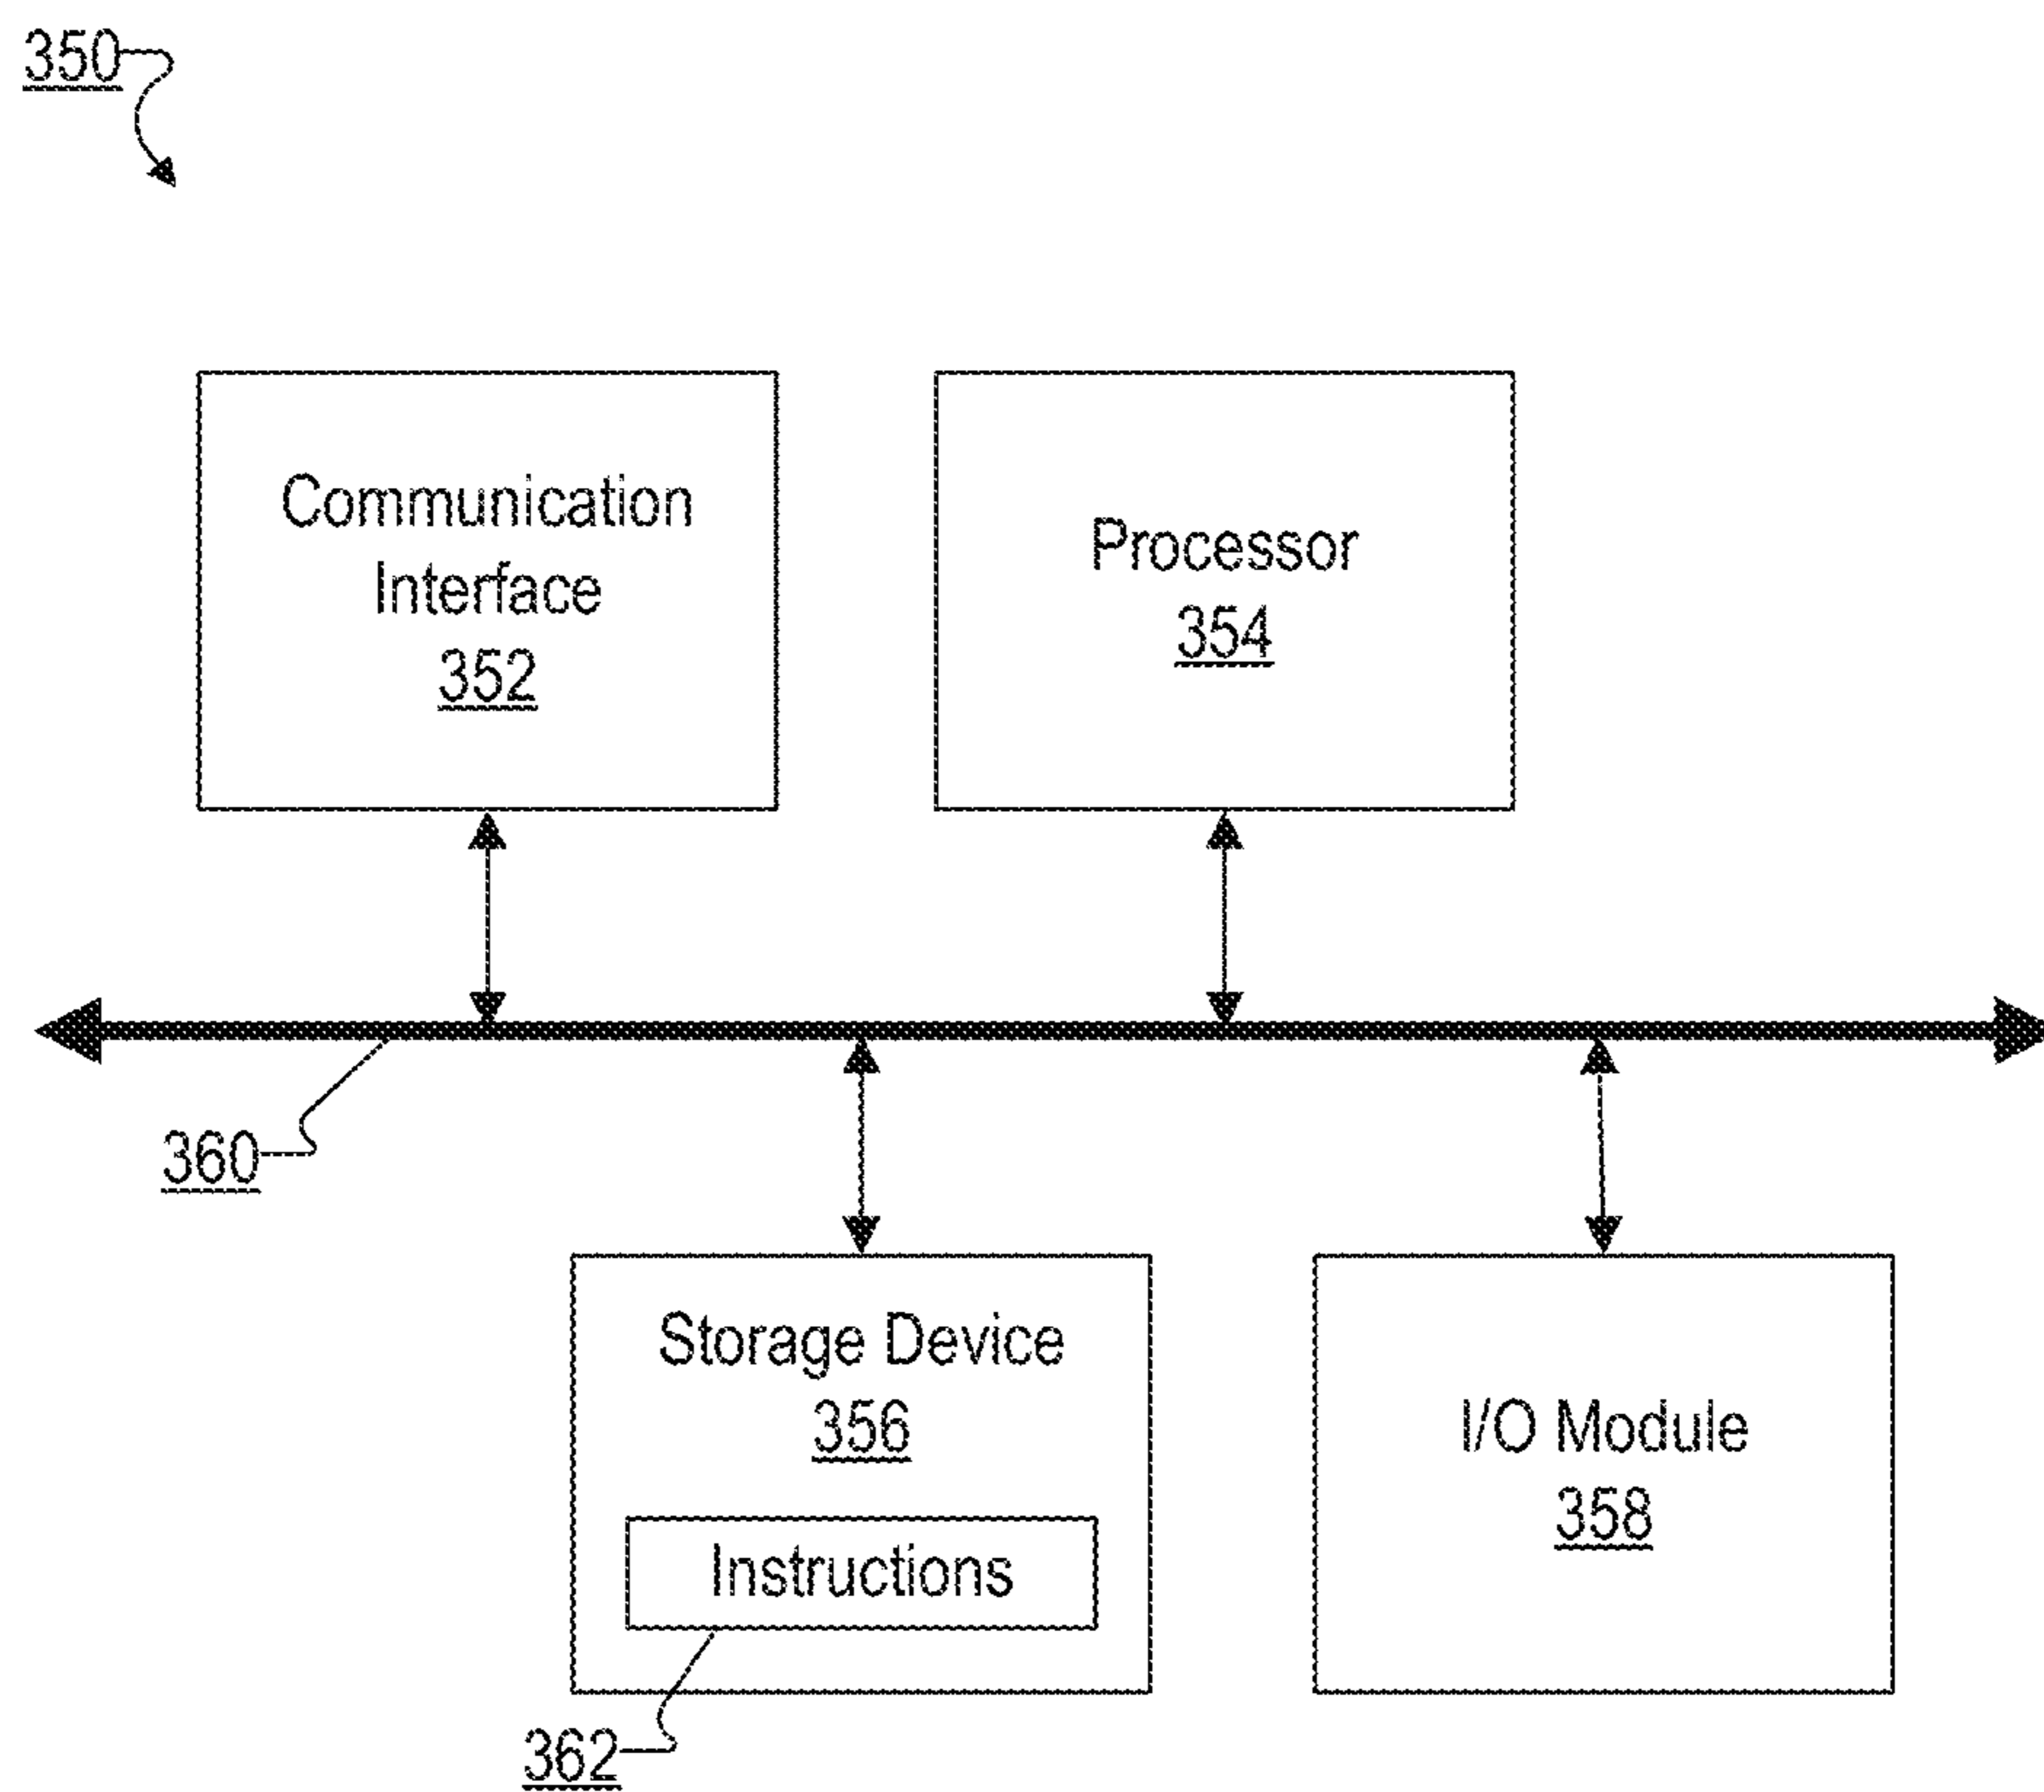 350
Communication
Interface
352
Processor
354
360
Storage Device
356
Instructions
362
I/O Module
358